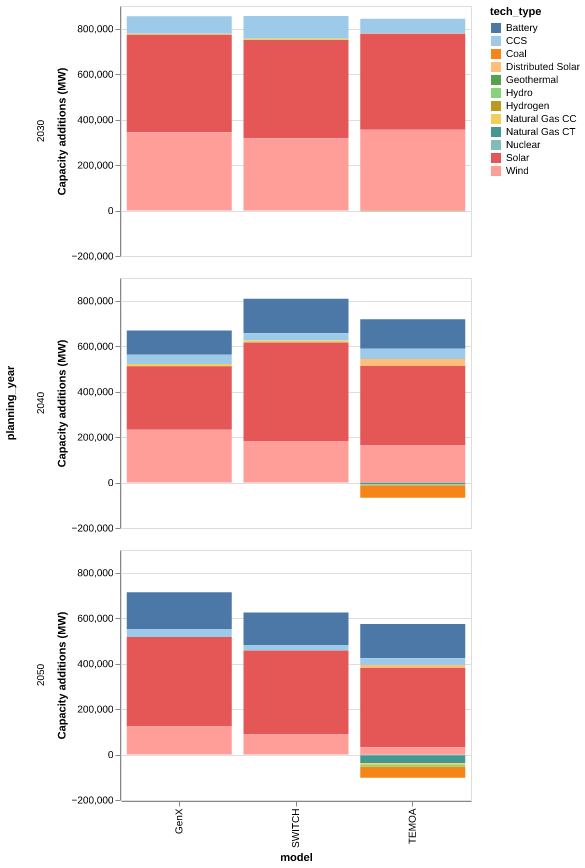 tech_type
Battery
CCS
Coal
Distributed Solar
Geothermal
Hydro
Hydrogen
Natural Gas CC
Natural Gas CT
Nuclear
Solar
Wind
planning_year
2030
Capacity additions (MW)
800,000
600,000
400,000
200,000
0
−200,000
2040
Capacity additions (MW)
800,000
600,000
400,000
200,000
0
−200,000
2050
Capacity additions (MW)
800,000
600,000
400,000
200,000
0
−200,000
GenX
SWITCH
TEMOA
model